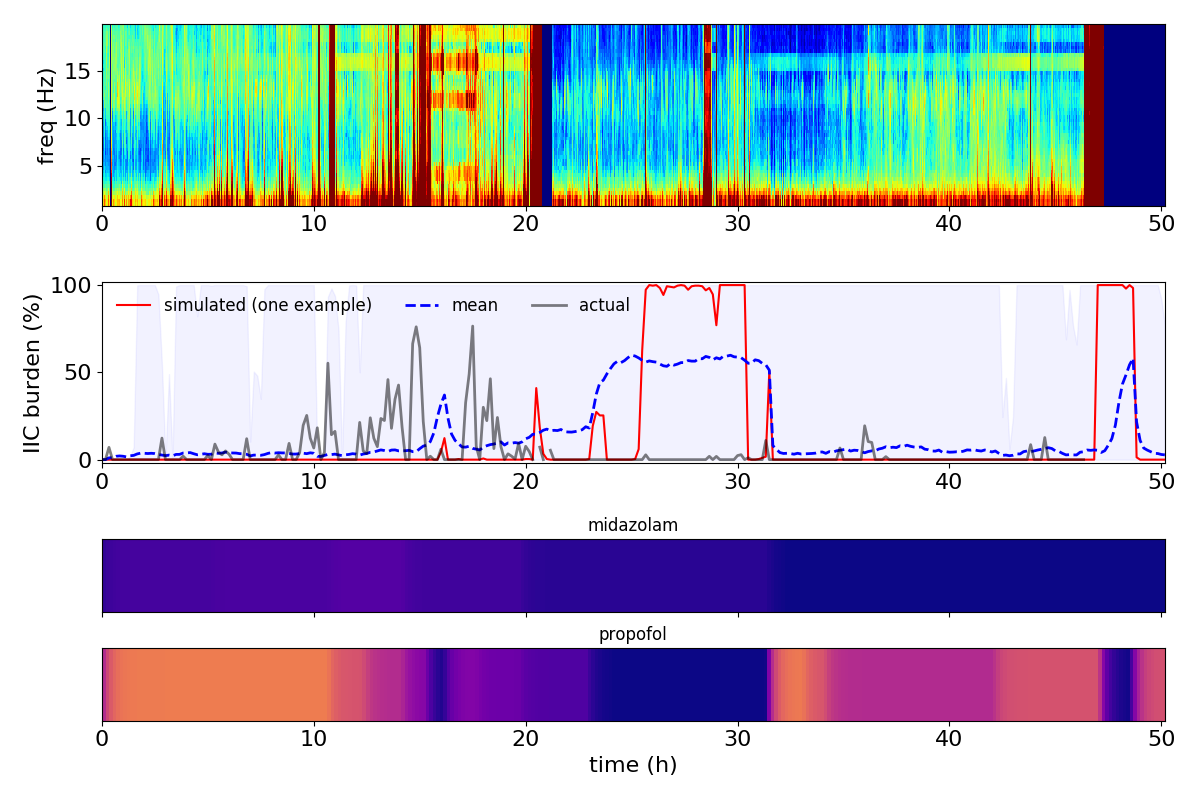 15
10
5
freq (Hz)
0 10 20 30 40 50
100
50
0
IIC burden (%)
simulated (one example) mean actual
0 10 20 30 40 50
midazolam
propofol
0 10 20 30 40 50
time (h)